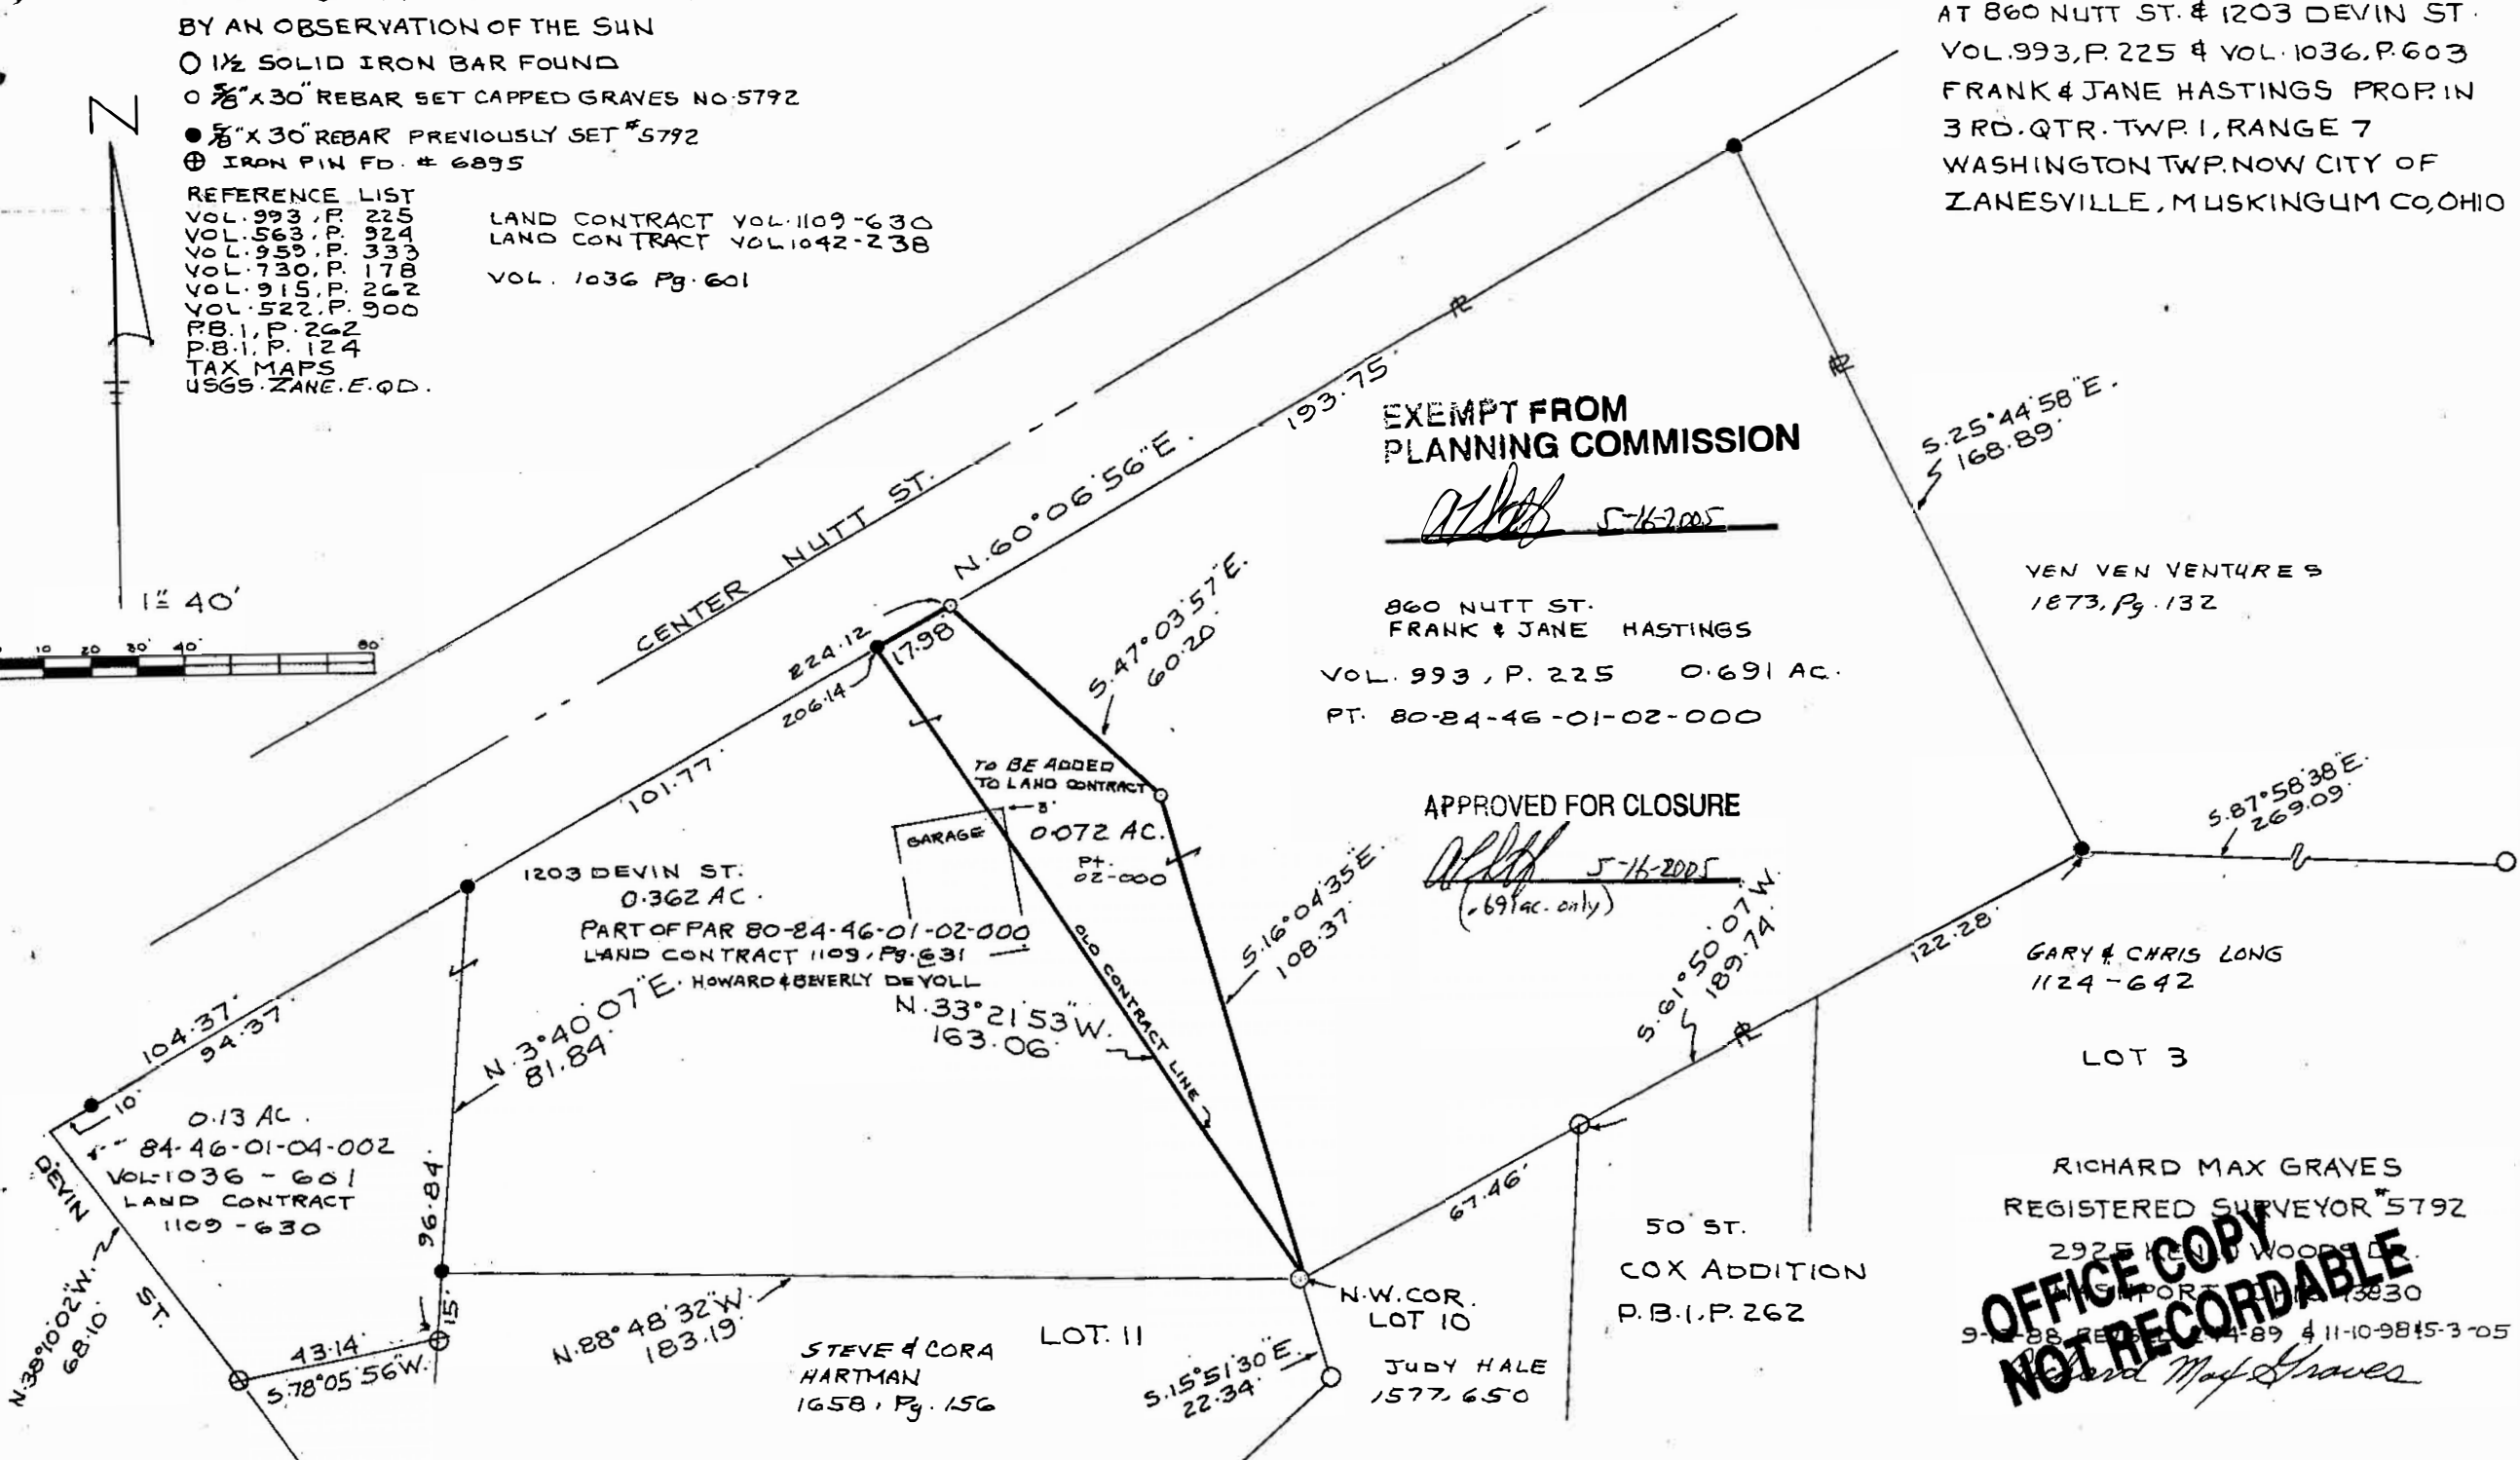 BY AN OBSERVATION OF THE SUN
1½ SOLID IRON BAR FOUND
5/8"X30" REBAR SET CAPPED GRAVES NO.5792
5/8"X30" REBAR PREVIOUSLY SET #5792
IRON PIN FD. # 6895
REFERENCE LIST
VOL.993,P. 225
VOL.563,P. 924
VOL.959,P. 333
VOL.730,P. 178
VOL.915,P. 262
VOL.522,P. 900
P.B.1,P.262
P.B.1,P. 124
TAX MAPS
USGS.ZANE.E.QD.
LAND CONTRACT VOL.1109-630
LAND CONTRACT VOL.1042-238
VOL. 1036 Pg.601
AT 860 NUTT ST. & 1203 DEVIN ST.
VOL.993,P.225 & VOL.1036,P.603
FRANK & JANE HASTINGS PROP. IN
3 RD. QTR. TWP. 1, RANGE 7
WASHINGTON TWP. NOW CITY OF
ZANESVILLE, MUSKINGUM CO, OHIO
N
1"= 40'
10 20 30 40 80
CENTER NUTT ST.
N.60°06'56"E.
193.75'
224.12
17.98'
206.14
101.77'
S.47°03'57"E.
60.20'
S.25°44'58"E.
168.89'
EXEMPT FROM
PLANNING COMMISSION
5-16-2005
860 NUTT ST.
FRANK & JANE HASTINGS
VOL. 993, P. 225 0.691 AC.
PT. 80-84-46-01-02-000
VEN VEN VENTURES
1873, Pg.132
APPROVED FOR CLOSURE
5-16-2005
(.691ac. only)
TO BE ADDED
TO LAND CONTRACT
8'
GARAGE
0.072 AC.
Pt.
02-000
1203 DEVIN ST.
0.362 AC.
PART OF PAR 80-84-46-01-02-000
LAND CONTRACT 1109, Pg.631
HOWARD & BEVERLY DEVOLL
OLD CONTRACT LINE
N.33°21'53"W.
163.06'
S.16°04'35"E.
108.37'
N.3°40'07"E.
81.84'
S.61°50'07"W.
189.74'
122.28'
S.87°58'38"E.
269.09'
GARY & CHRIS LONG
1124-642
LOT 3
104.37'
94.37'
10'
0.13 AC.
84-46-01-04-002
VOL-1036-601
LAND CONTRACT
1109-630
DEVIN ST.
N.38°10'02"W.
68.10'
96.84'
15'
43.14'
S.78°05'56"W.
N.88°48'32"W.
183.19'
STEVE & CORA
HARTMAN
1658, Pg.156
LOT. 11
S.15°51'30"E.
22.34'
N.W. COR.
LOT 10
JUDY HALE
1577, 650
67.46'
50' ST.
COX ADDITION
P.B.1, P.262
RICHARD MAX GRAVES
REGISTERED SURVEYOR #5792
OFFICE COPY
NOT RECORDABLE
& 11-10-98 & 5-3-05
Richard Max Graves